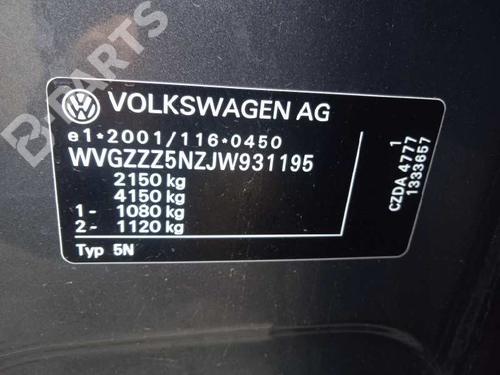 VOLKSWAGEN AG
e1*2001/116*0450
WVGZZZ5NZJW931195
2150 kg
4150 kg
1- 1080 kg
2- 1120 kg
Typ 5N
CZDA 4777 1
1333657
B-PARTS